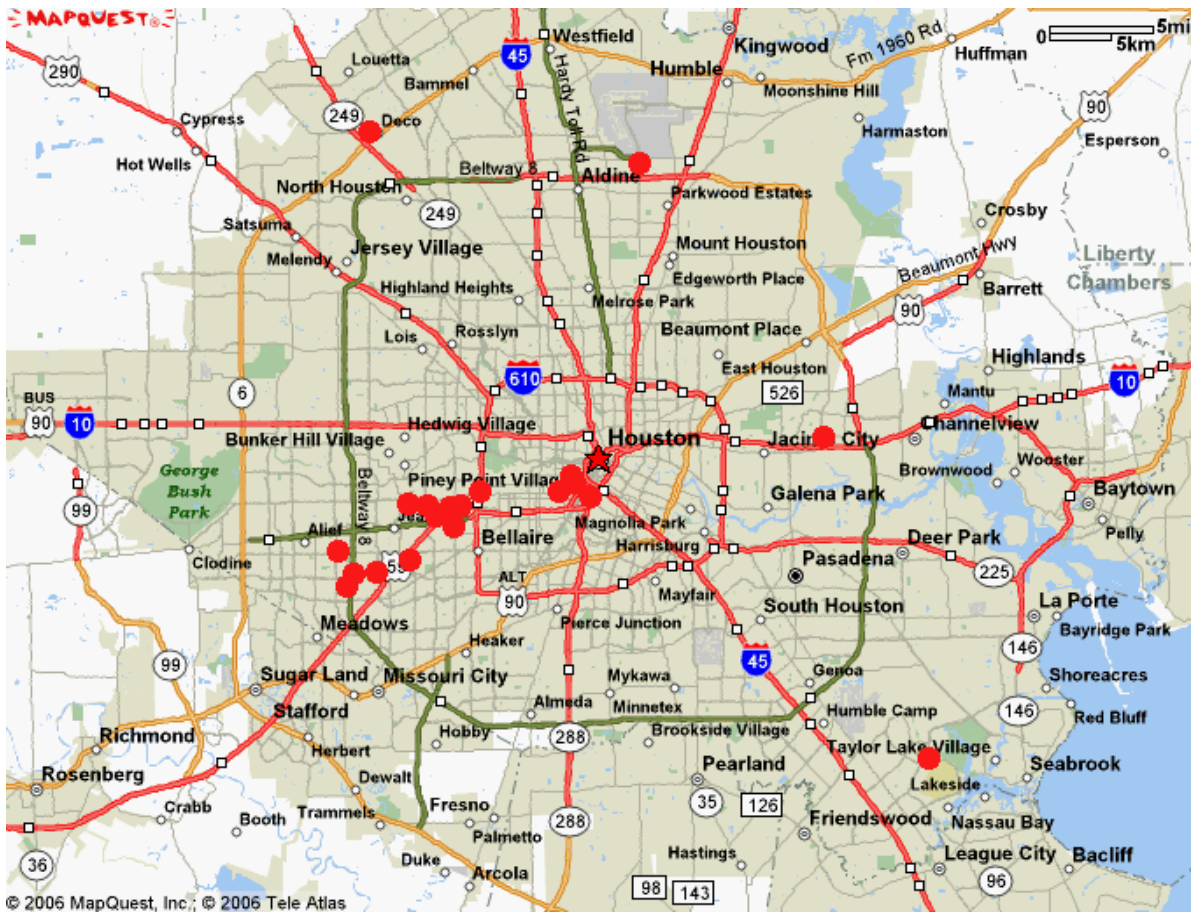 MAPQUEST
5mi
0
5km
Westfield
Kingwood
Fm 1960 Rd
Huffman
290
Louetta
45
Bammel
Humble
Hardy Toll Rd
Moonshine Hill
90
249
Deco
Cypress
Harmaston
Esperson
Hot Wells
Beltway 8
Aldine
North Houston
Parkwood Estates
249
Crosby
Satsuma
Jersey Village
Mount Houston
Beaumont Hwy
Melendy
Edgeworth Place
Liberty
Chambers
Highland Heights
Melrose Park
Barrett
90
Lois
Rosslyn
Beaumont Place
East Houston
Highlands
610
6
526
10
BUS
90
10
Mantu
Hedwig Village
Houston
Channelview
Bunker Hill Village
City
Brownwood
Wooster
George
Bush
Park
Beltway 8
Piney Point Village
Galena Park
Baytown
99
Magnolia Park
Pelly
Alief
Bellaire
Harrisburg
Deer Park
Clodine
Pasadena
ALT
90
225
Mayfair
South Houston
La Porte
Meadows
Pierce Junction
Bayridge Park
Heaker
146
99
45
Sugar Land
Missouri City
Mykawa
Genoa
Shoreacres
Stafford
Almeda
Minnetex
Humble Camp
146
Red Bluff
Richmond
Herbert
Hobby
288
Brookside Village
Taylor Lake Village
Rosenberg
Dewalt
Pearland
Lakeside
Seabrook
Crabb
Trammels
Fresno
35
126
Booth
Palmetto
288
Friendswood
Nassau Bay
36
Duke
Hastings
League City
Bacliff
Arcola
98
143
96
© 2006 MapQuest, Inc.; © 2006 Tele Atlas